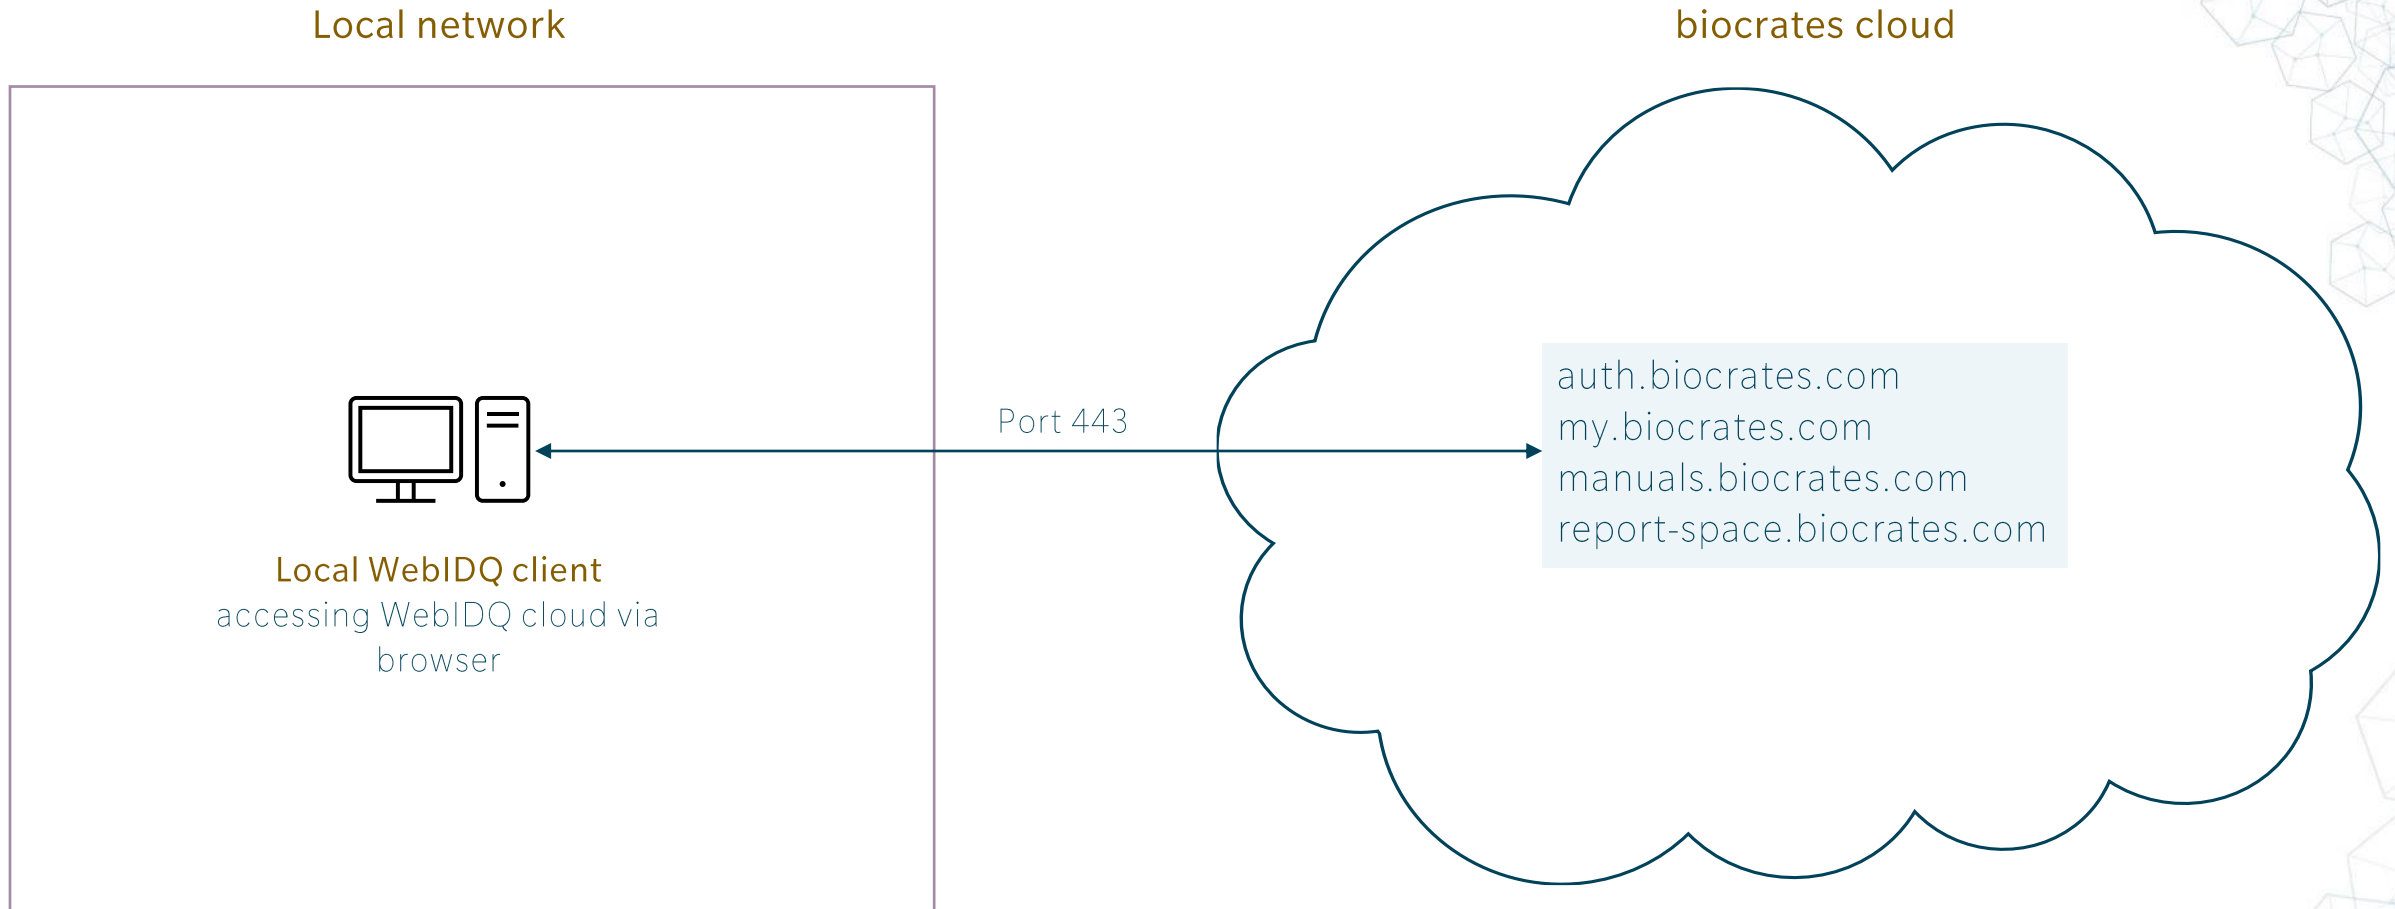 Local network
biocrates cloud
Port 443
auth.biocrates.com
my.biocrates.com
manuals.biocrates.com
report-space.biocrates.com
Local WebIDQ client
accessing WebIDQ cloud via
browser